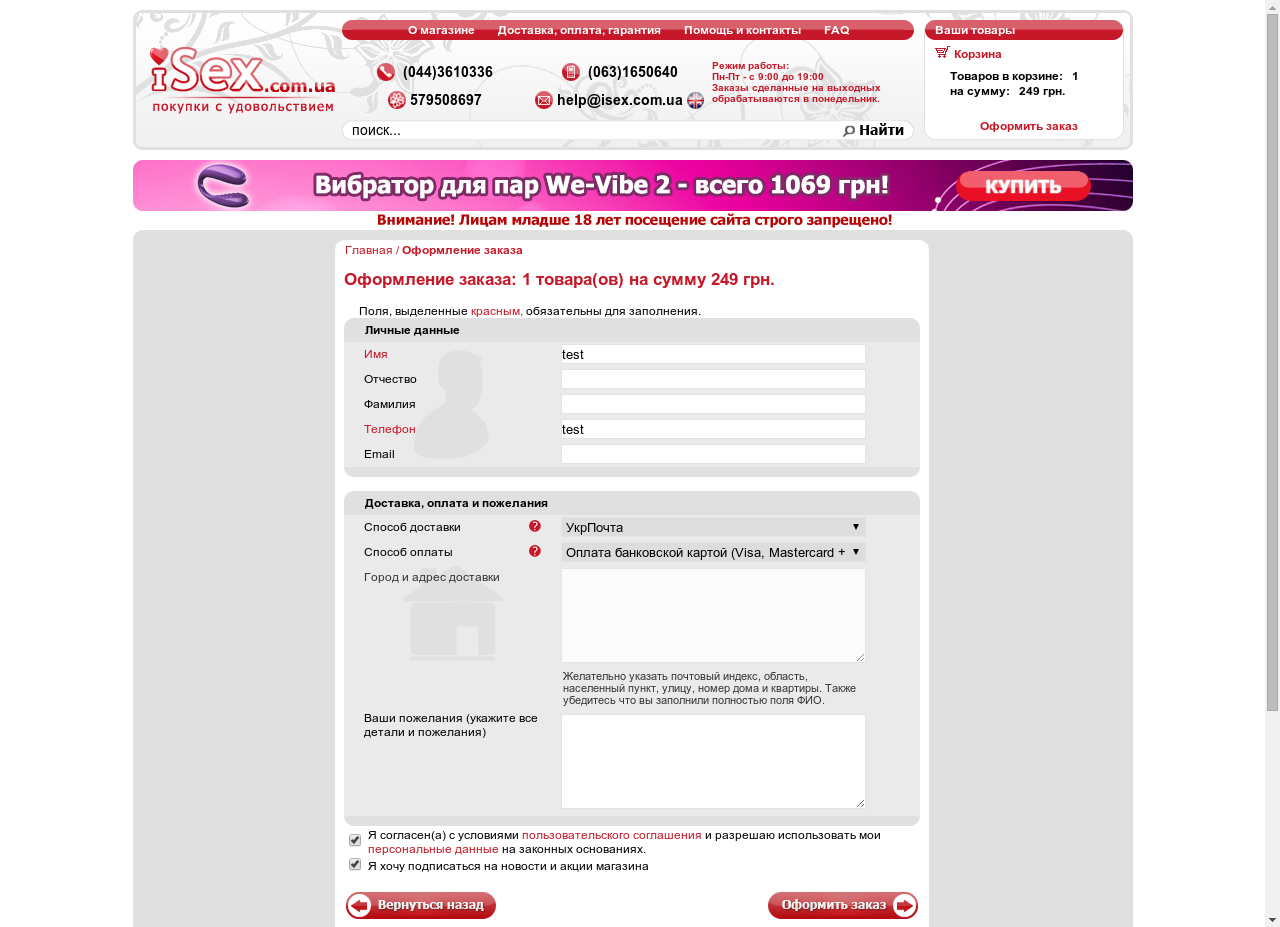 О магазине Доставка, оплата, гарантия Помощь и контакты FAQ
Ваши товары
iSex.com.ua
покупки с удовольствием
(044)3610336
(063)1650640
579508697
help@isex.com.ua
Режим работы:
Пн-Пт - с 9:00 до 19:00
Заказы сделанные на выходных
обрабатываются в понедельник.
Корзина
Товаров в корзине: 1
на сумму: 249 грн.
Оформить заказ
поиск...
Найти
Вибратор для пар We-Vibe 2 - всего 1069 грн!
КУПИТЬ
Внимание! Лицам младше 18 лет посещение сайта строго запрещено!
Главная / Оформление заказа
Оформление заказа: 1 товара(ов) на сумму 249 грн.
Поля, выделенные красным, обязательны для заполнения.
Личные данные
Имя test
Отчество
Фамилия
Телефон test
Email
Доставка, оплата и пожелания
Способ доставки ? УкрПочта
Способ оплаты ? Оплата банковской картой (Visa, Mastercard +
Город и адрес доставки
Желательно указать почтовый индекс, область,
населенный пункт, улицу, номер дома и квартиры. Также
убедитесь что вы заполнили полностью поля ФИО.
Ваши пожелания (укажите все
детали и пожелания)
Я согласен(а) с условиями пользовательского соглашения и разрешаю использовать мои
персональные данные на законных основаниях.
Я хочу подписаться на новости и акции магазина
Вернуться назад
Оформить заказ